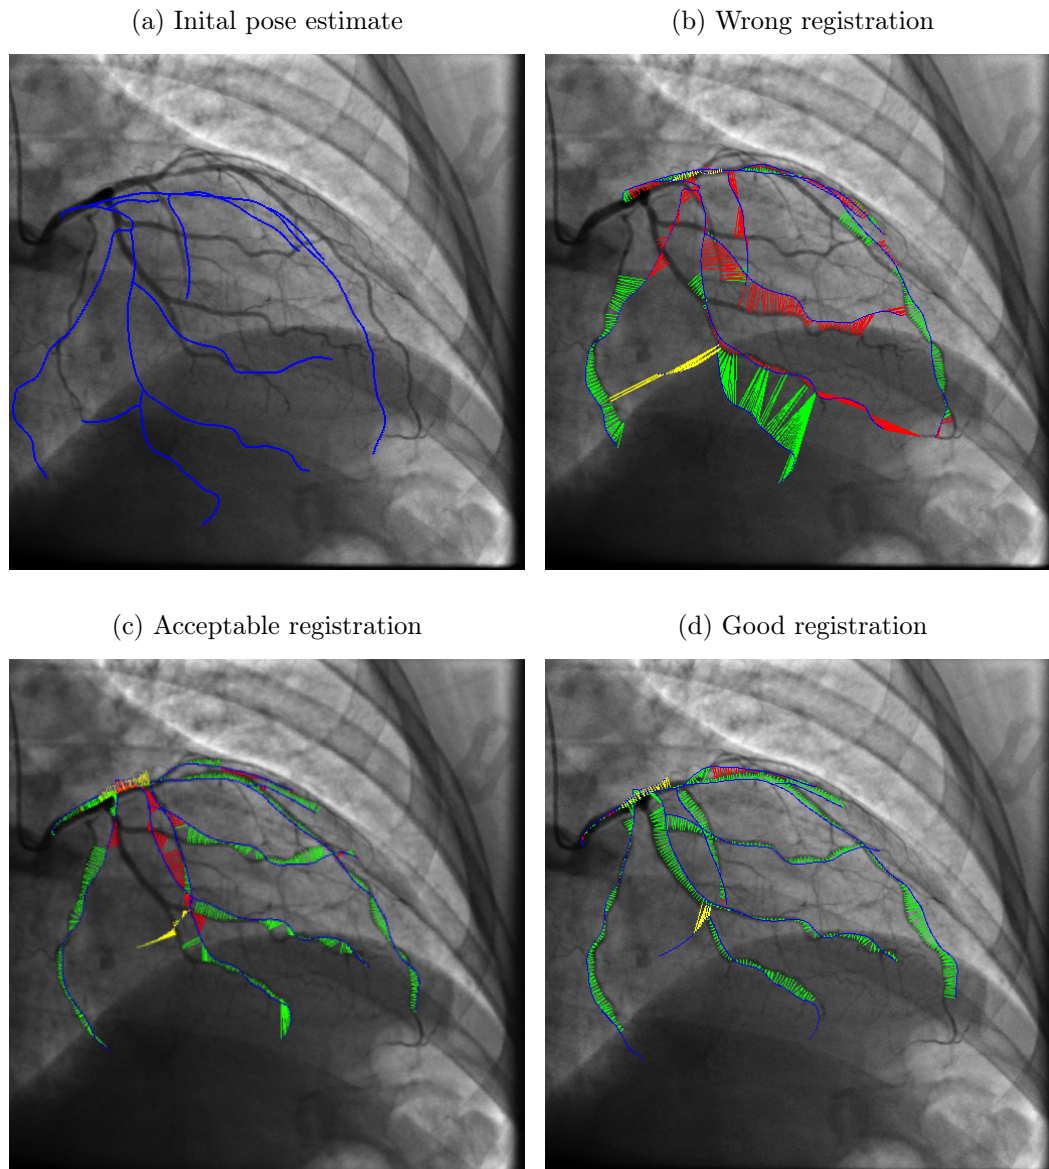 (a) Inital pose estimate
(b) Wrong registration
(c) Acceptable registration
(d) Good registration